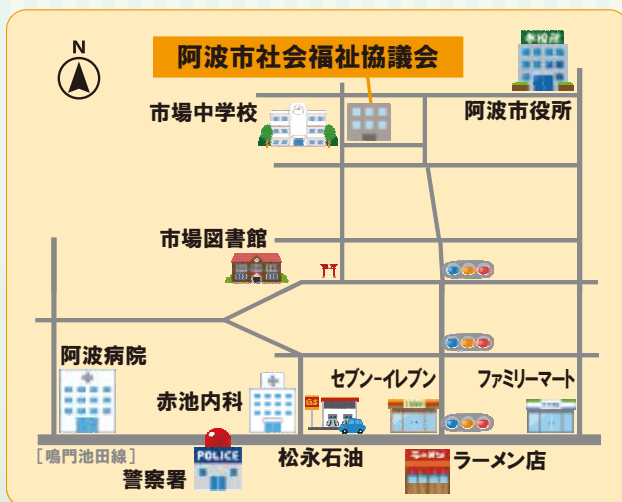 N
阿波市社会福祉協議会
市場中学校
阿波市役所
市場図書館
阿波病院
赤池内科
セブン-イレブン
ファミリーマート
GS
[鳴門池田線]
警察署
POLICE
松永石油
ラーメン店